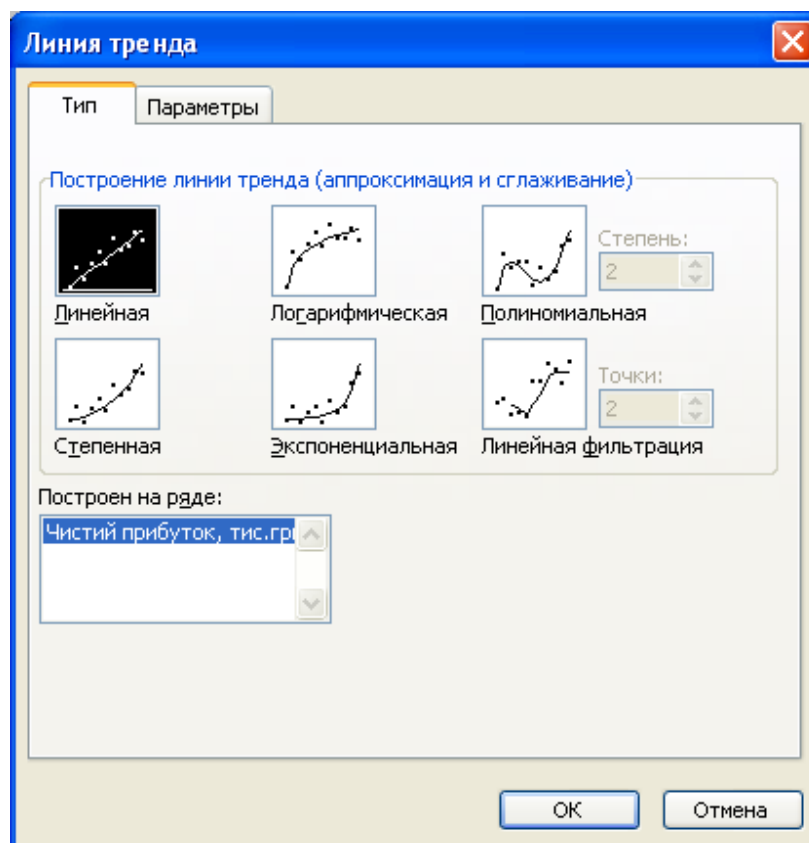 Линия тренда
Тип Параметры
Построение линии тренда (аппроксимация и сглаживание)
Степень:
2
Линейная Логарифмическая Полиномиальная
Точки:
2
Степенная Экспоненциальная Линейная фильтрация
Построен на ряде:
Чистий прибуток, тис.гр
ОК Отмена